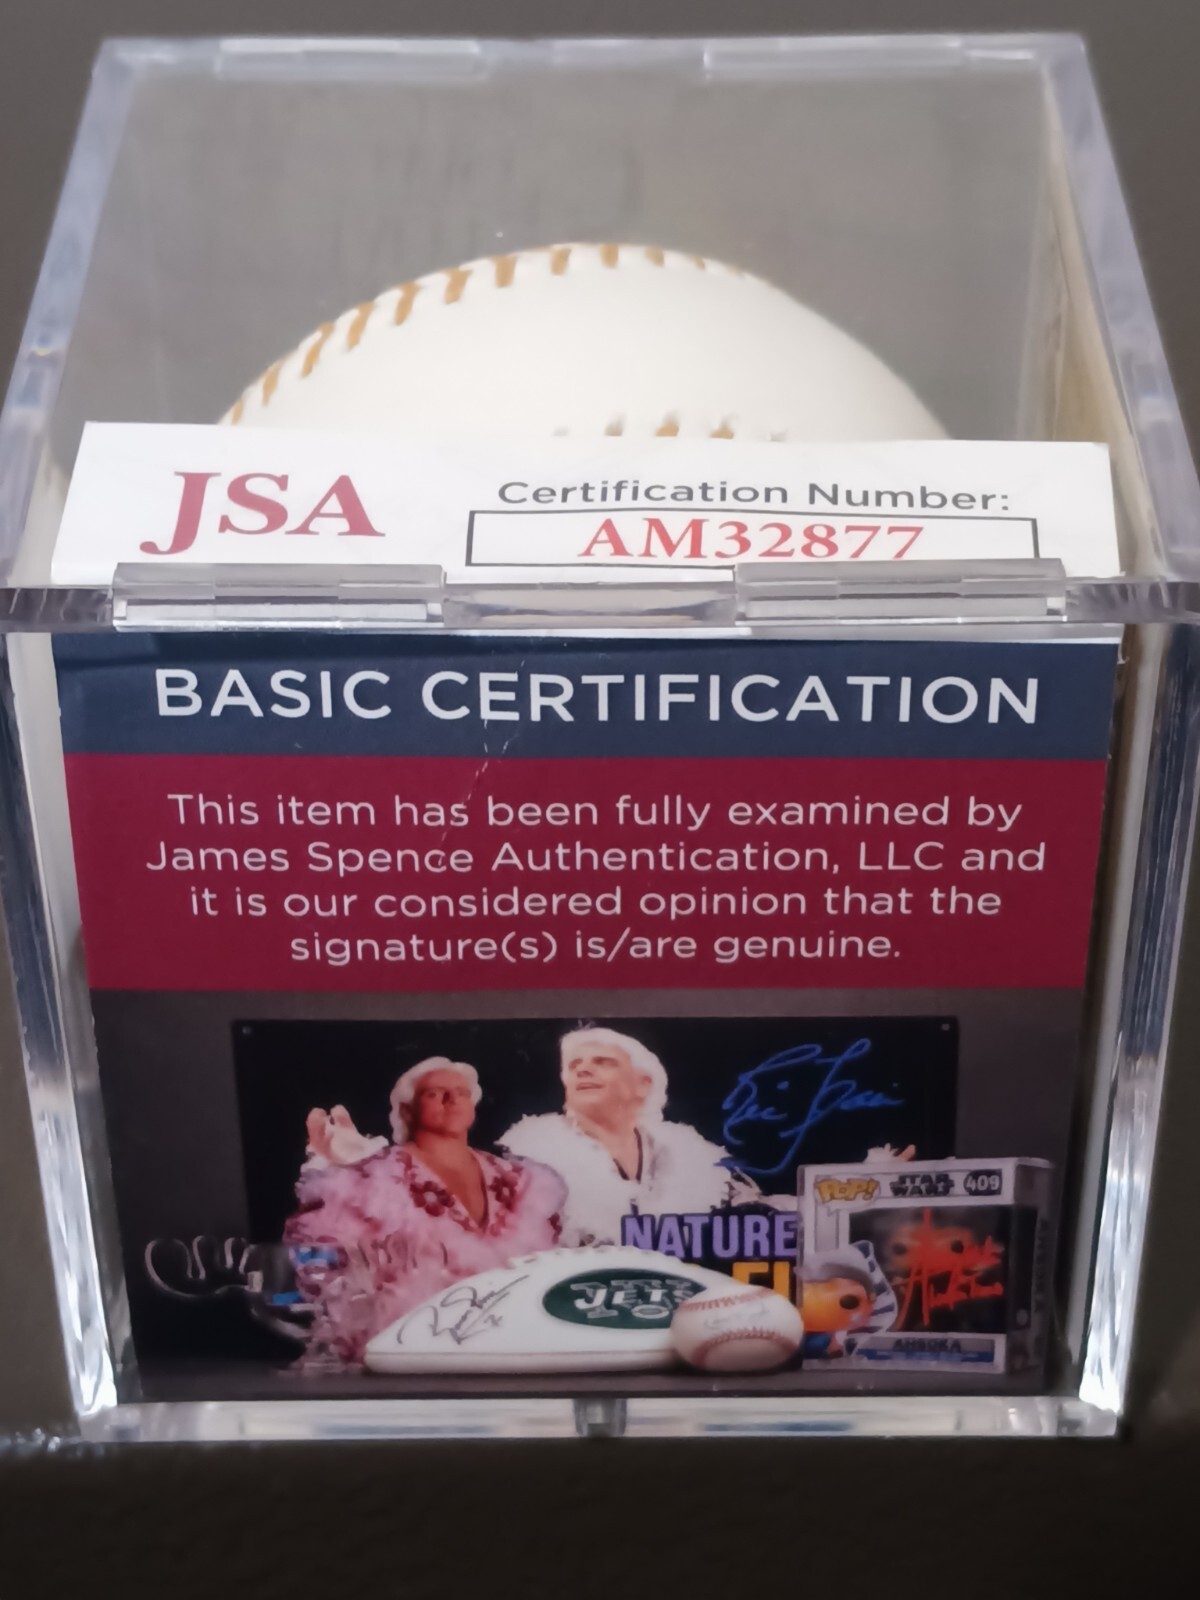 JSA
Certification Number:
AM32877
BASIC CERTIFICATION
This item has been fully examined by
James Spence Authentication, LLC and
it is our considered opinion that the
signature(s) is/are genuine.
NATURE
JETS
POP!
STAR
WARS
409
AHSOKA